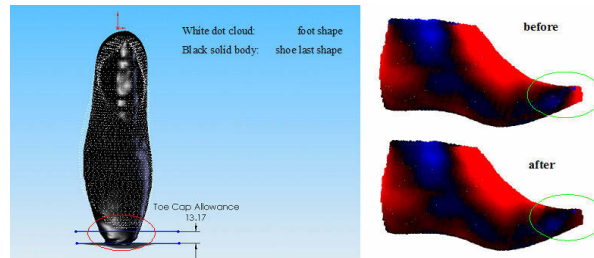 White dot cloud: foot shape
Black solid body: shoe last shape
Toe Cap Allowance
13.17
before
after